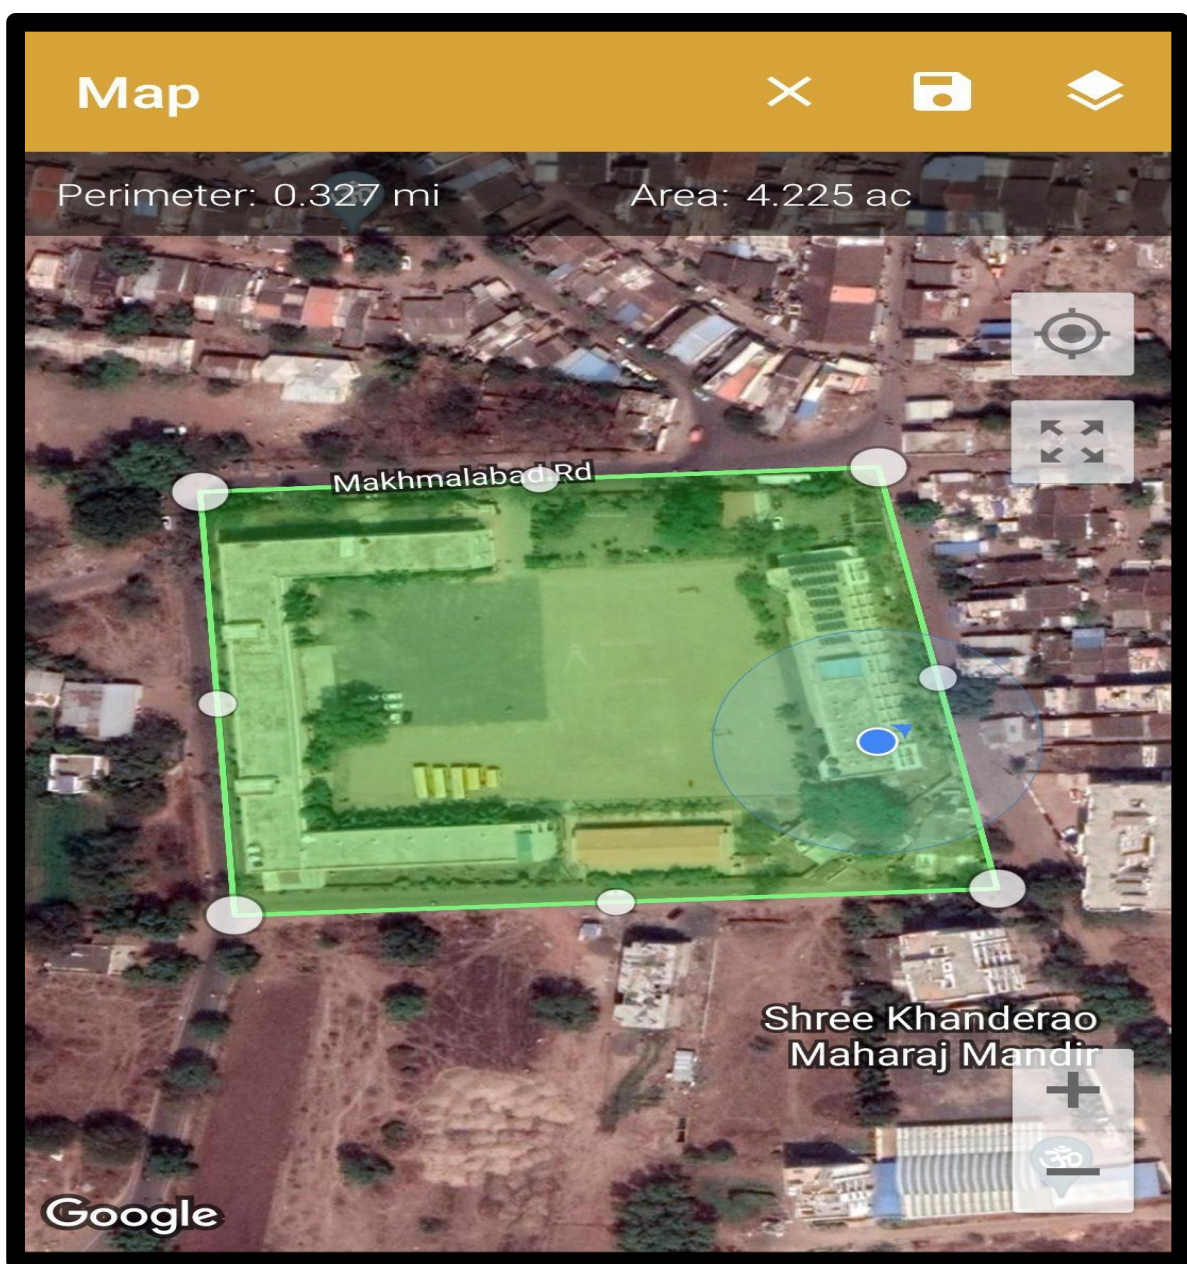 Map
Perimeter: 0.327 mi Area: 4.225 ac
Makhmalabad Rd
Shree Khanderao
Maharaj Mandir
ॐ
Google